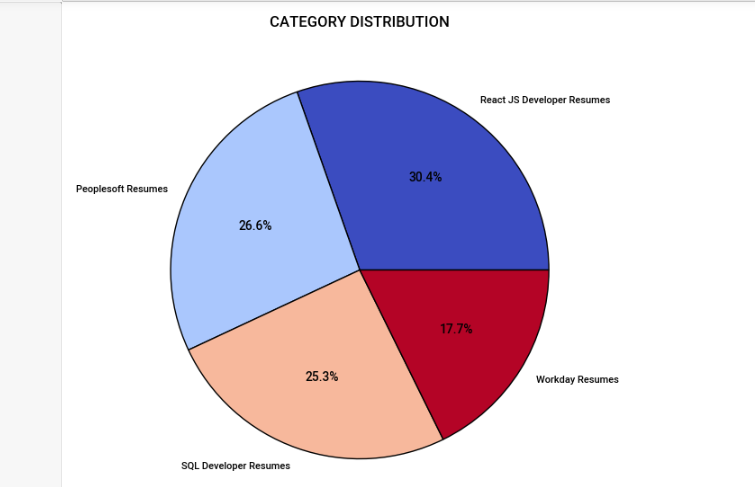 CATEGORY DISTRIBUTION
React JS Developer Resumes
30.4%
Peoplesoft Resumes
26.6%
17.7%
25.3%
Workday Resumes
SQL Developer Resumes